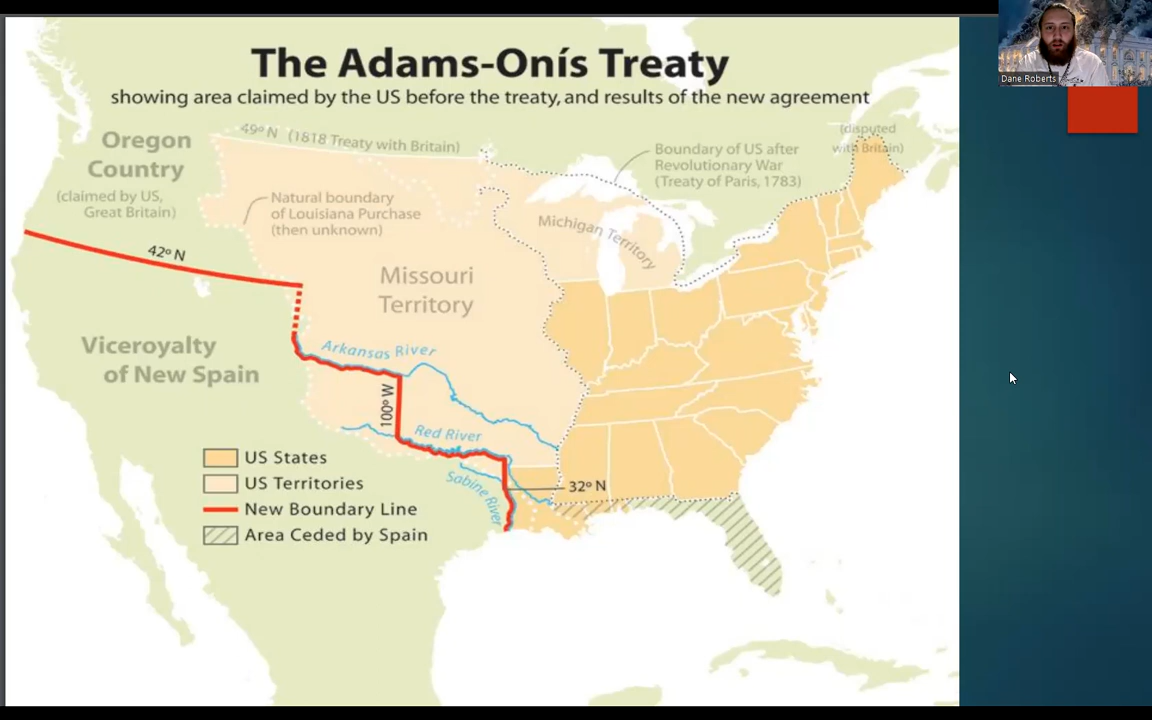 The Adams-Onís Treaty
showing area claimed by the US before the treaty, and results of the new agreement
Dane Roberts
Oregon
Country
(claimed by US,
Great Britain)
49º N (1818 Treaty with Britain)
Natural boundary
of Louisiana Purchase
(then unknown)
Boundary of US after
Revolutionary War
(Treaty of Paris, 1783)
(disputed
with Britain)
Michigan Territory
42º N
Missouri
Territory
Viceroyalty
of New Spain
Arkansas River
100º W
Red River
Sabine River
32º N
US States
US Territories
New Boundary Line
Area Ceded by Spain